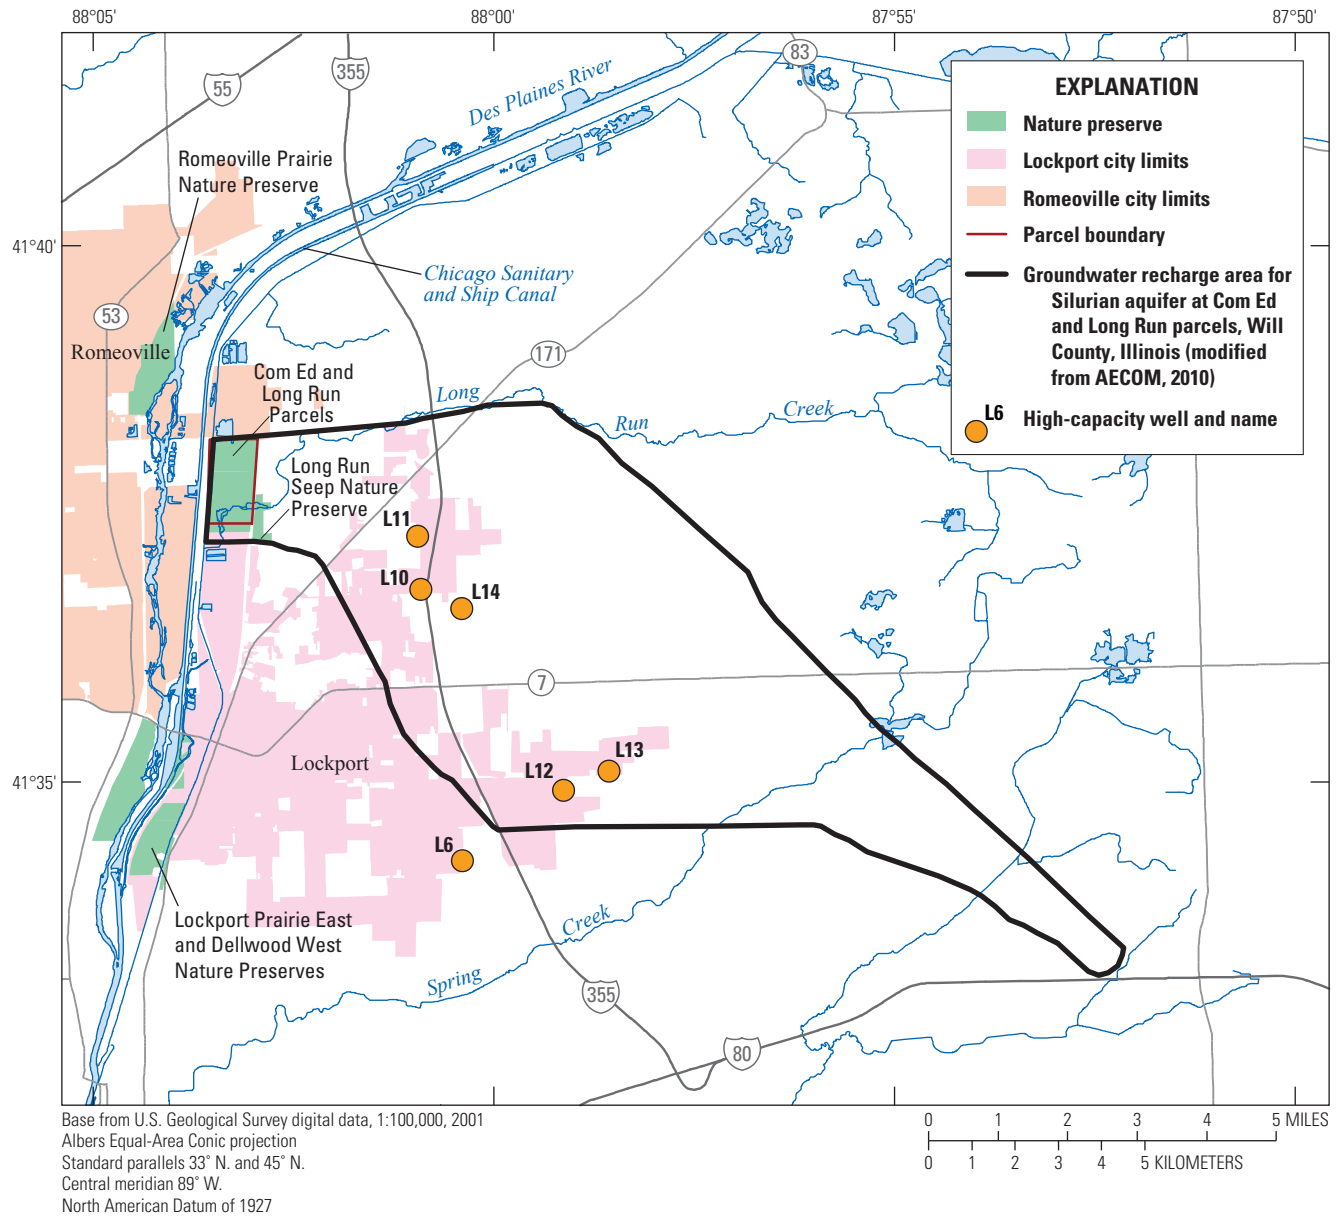 88°05'
88°00'
87°55'
87°50'
83
55
355
Des Plaines River
EXPLANATION
Nature preserve
Lockport city limits
Romeoville city limits
Parcel boundary
Groundwater recharge area for
Silurian aquifer at Com Ed
and Long Run parcels, Will
County, Illinois (modified
from AECOM, 2010)
L6
High-capacity well and name
Romeoville Prairie
Nature Preserve
41°40'
Chicago Sanitary
and Ship Canal
53
Romeoville
171
Com Ed and
Long Run
Parcels
Long
Run
Creek
Long Run
Seep Nature
Preserve
L11
L10
L14
7
Lockport
L13
L12
41°35'
L6
Lockport Prairie East
and Dellwood West
Nature Preserves
Spring
Creek
355
80
Base from U.S. Geological Survey digital data, 1:100,000, 2001
Albers Equal-Area Conic projection
Standard parallels 33° N. and 45° N.
Central meridian 89° W.
North American Datum of 1927
0 1 2 3 4 5 MILES
0 1 2 3 4 5 KILOMETERS